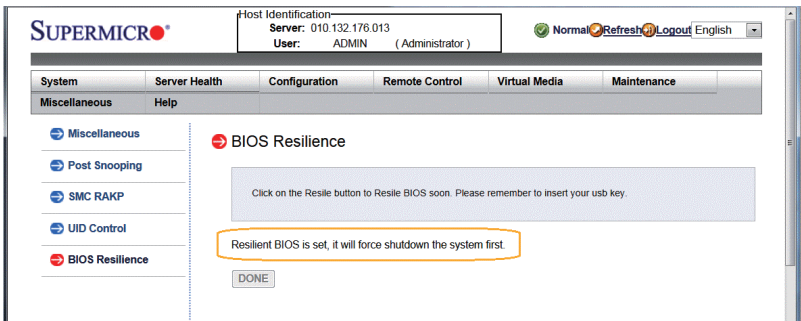 Host Identification
SUPERMICRO
Server: 010.132.176.013
User: ADMIN ( Administrator )
Normal Refresh Logout English
System Server Health Configuration Remote Control Virtual Media Maintenance
Miscellaneous Help
Miscellaneous
Post Snooping
SMC RAKP
UID Control
BIOS Resilience
BIOS Resilience
Click on the Resile button to Resile BIOS soon. Please remember to insert your usb key.
Resilient BIOS is set, it will force shutdown the system first.
DONE